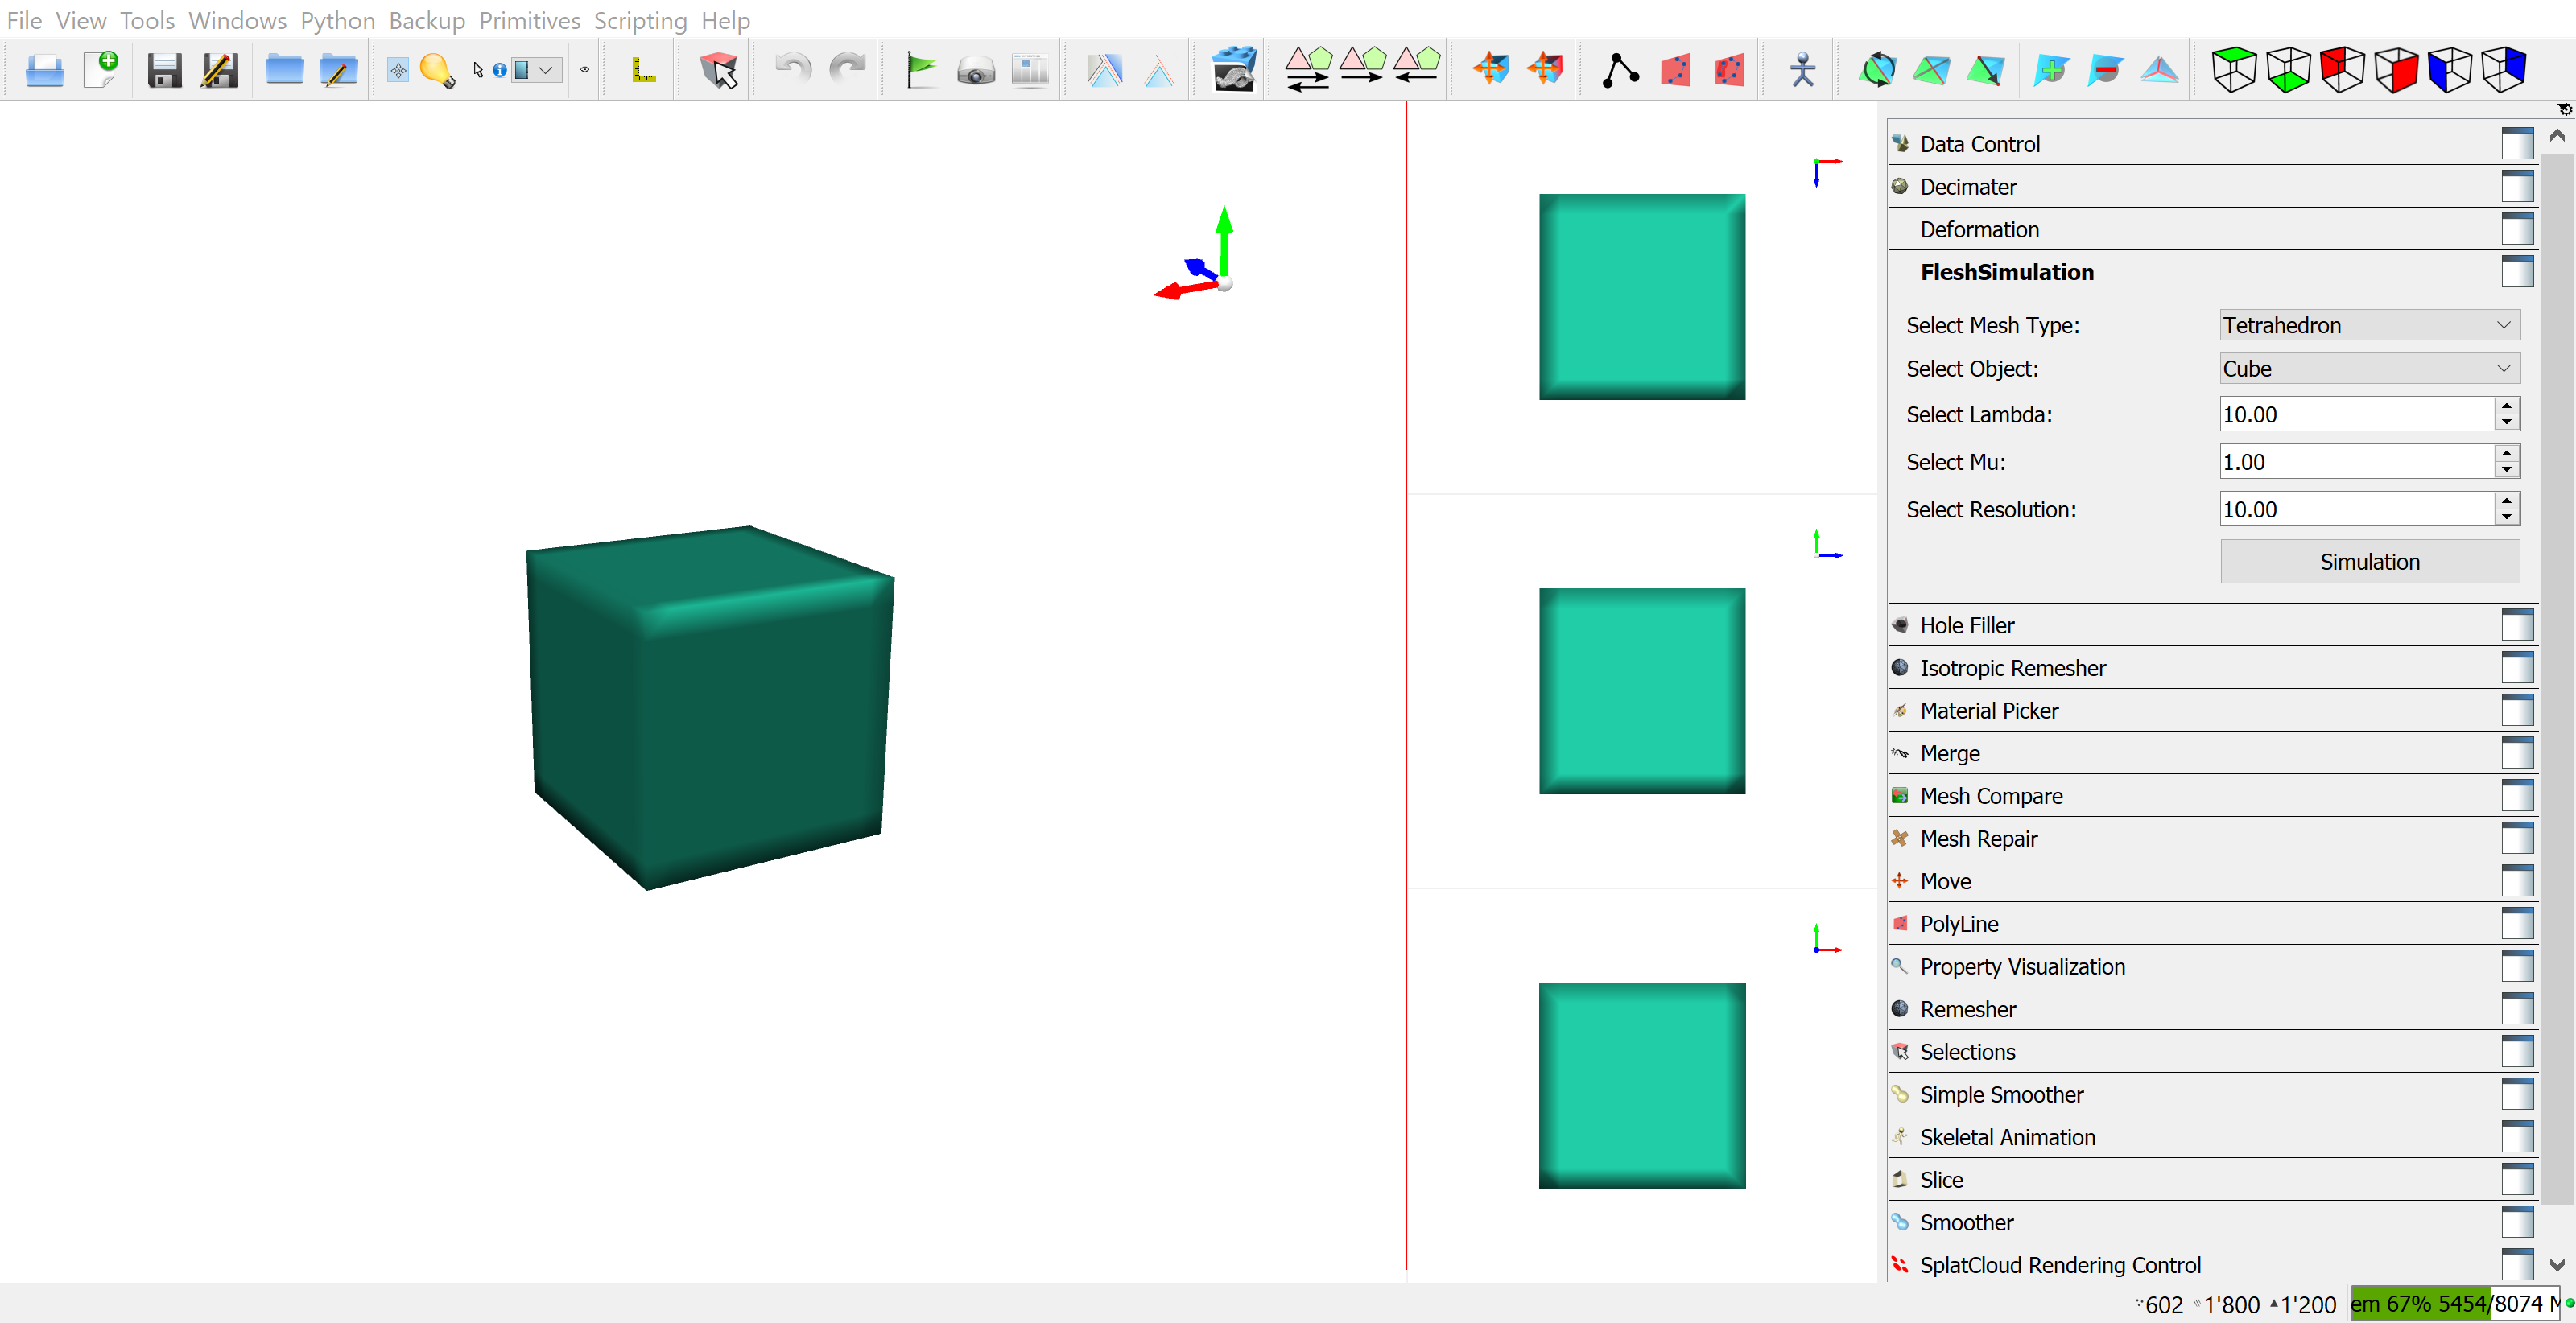 File View Tools Windows Python Backup Primitives Scripting Help
Data Control
Decimater
Deformation
FleshSimulation
Select Mesh Type: Tetrahedron
Select Object: Cube
Select Lambda: 10.00
Select Mu: 1.00
Select Resolution: 10.00
Simulation
Hole Filler
Isotropic Remesher
Material Picker
Merge
Mesh Compare
Mesh Repair
Move
PolyLine
Property Visualization
Remesher
Selections
Simple Smoother
Skeletal Animation
Slice
Smoother
SplatCloud Rendering Control
602 1'800 1'200 em 67% 5454/8074 M